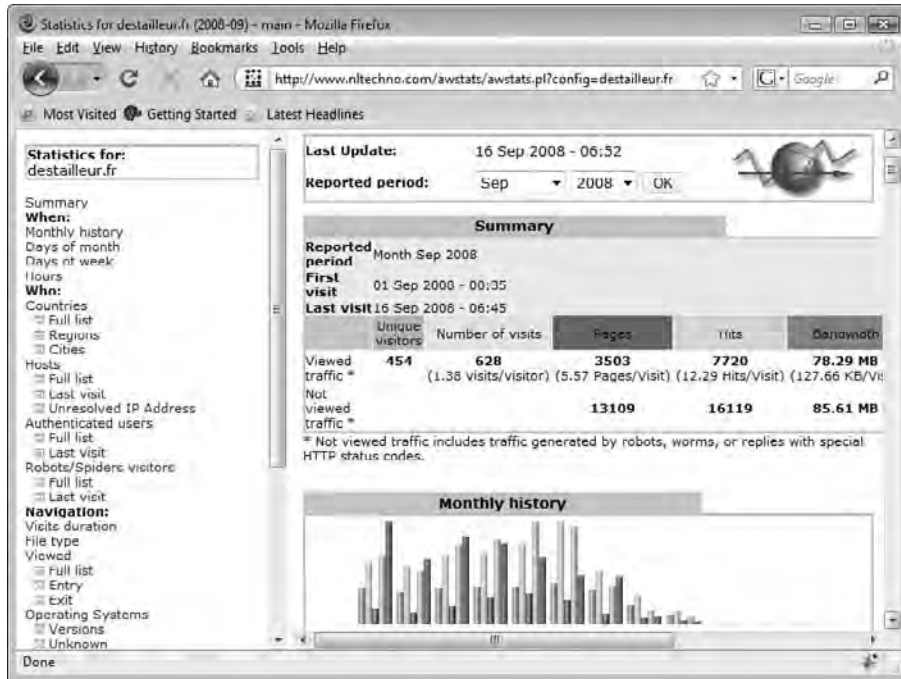 Statistics for destailleur.fr (2008-09) - main - Mozilla Firefox
File Edit View History Bookmarks Tools Help
http://www.nltechno.com/awstats/awstats.pl?config=destailleur.fr
Google
Most Visited Getting Started Latest Headlines
Statistics for:
destailleur.fr
Summary
When:
Monthly history
Days of month
Days of week
Hours
Who:
Countries
Full list
Regions
Cities
Hosts
Full list
Last visit
Unresolved IP Address
Authenticated users
Full list
Last visit
Robots/Spiders visitors
Full list
Last visit
Navigation:
Visits duration
File type
Viewed
Full list
Entry
Exit
Operating Systems
Versions
Unknown
Last Update: 16 Sep 2008 - 06:52
Reported period: Sep 2008 OK
Summary
Reported period Month Sep 2008
First visit 01 Sep 2008 - 00:35
Last visit 16 Sep 2008 - 06:45
Unique visitors Number of visits Pages Hits Bandwidth
Viewed traffic * 454 628 3503 7720 78.29 MB
(1.38 visits/visitor) (5.57 Pages/Visit) (12.29 Hits/Visit) (127.66 KB/Vis
Not viewed traffic * 13109 16119 85.61 MB
* Not viewed traffic includes traffic generated by robots, worms, or replies with special
HTTP status codes.
Monthly history
Done